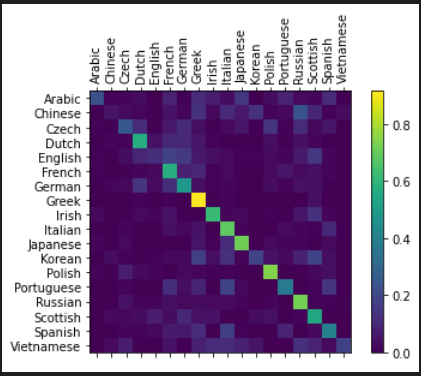 Arabic
Chinese
Czech
Dutch
English
French
German
Greek
Irish
Italian
Japanese
Korean
Polish
Portuguese
Russian
Scottish
Spanish
Vietnamese
Arabic
Chinese
Czech
Dutch
English
French
German
Greek
Irish
Italian
Japanese
Korean
Polish
Portuguese
Russian
Scottish
Spanish
Vietnamese
0.8
0.6
0.4
0.2
0.0